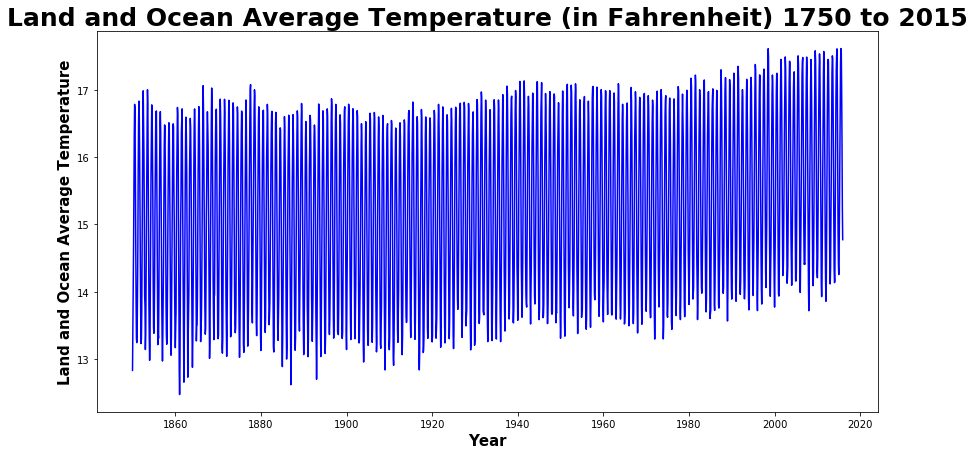 Land and Ocean Average Temperature (in Fahrenheit) 1750 to 2015
Land and Ocean Average Temperature
17
16
15
14
13
1860 1880 1900 1920 1940 1960 1980 2000 2020
Year